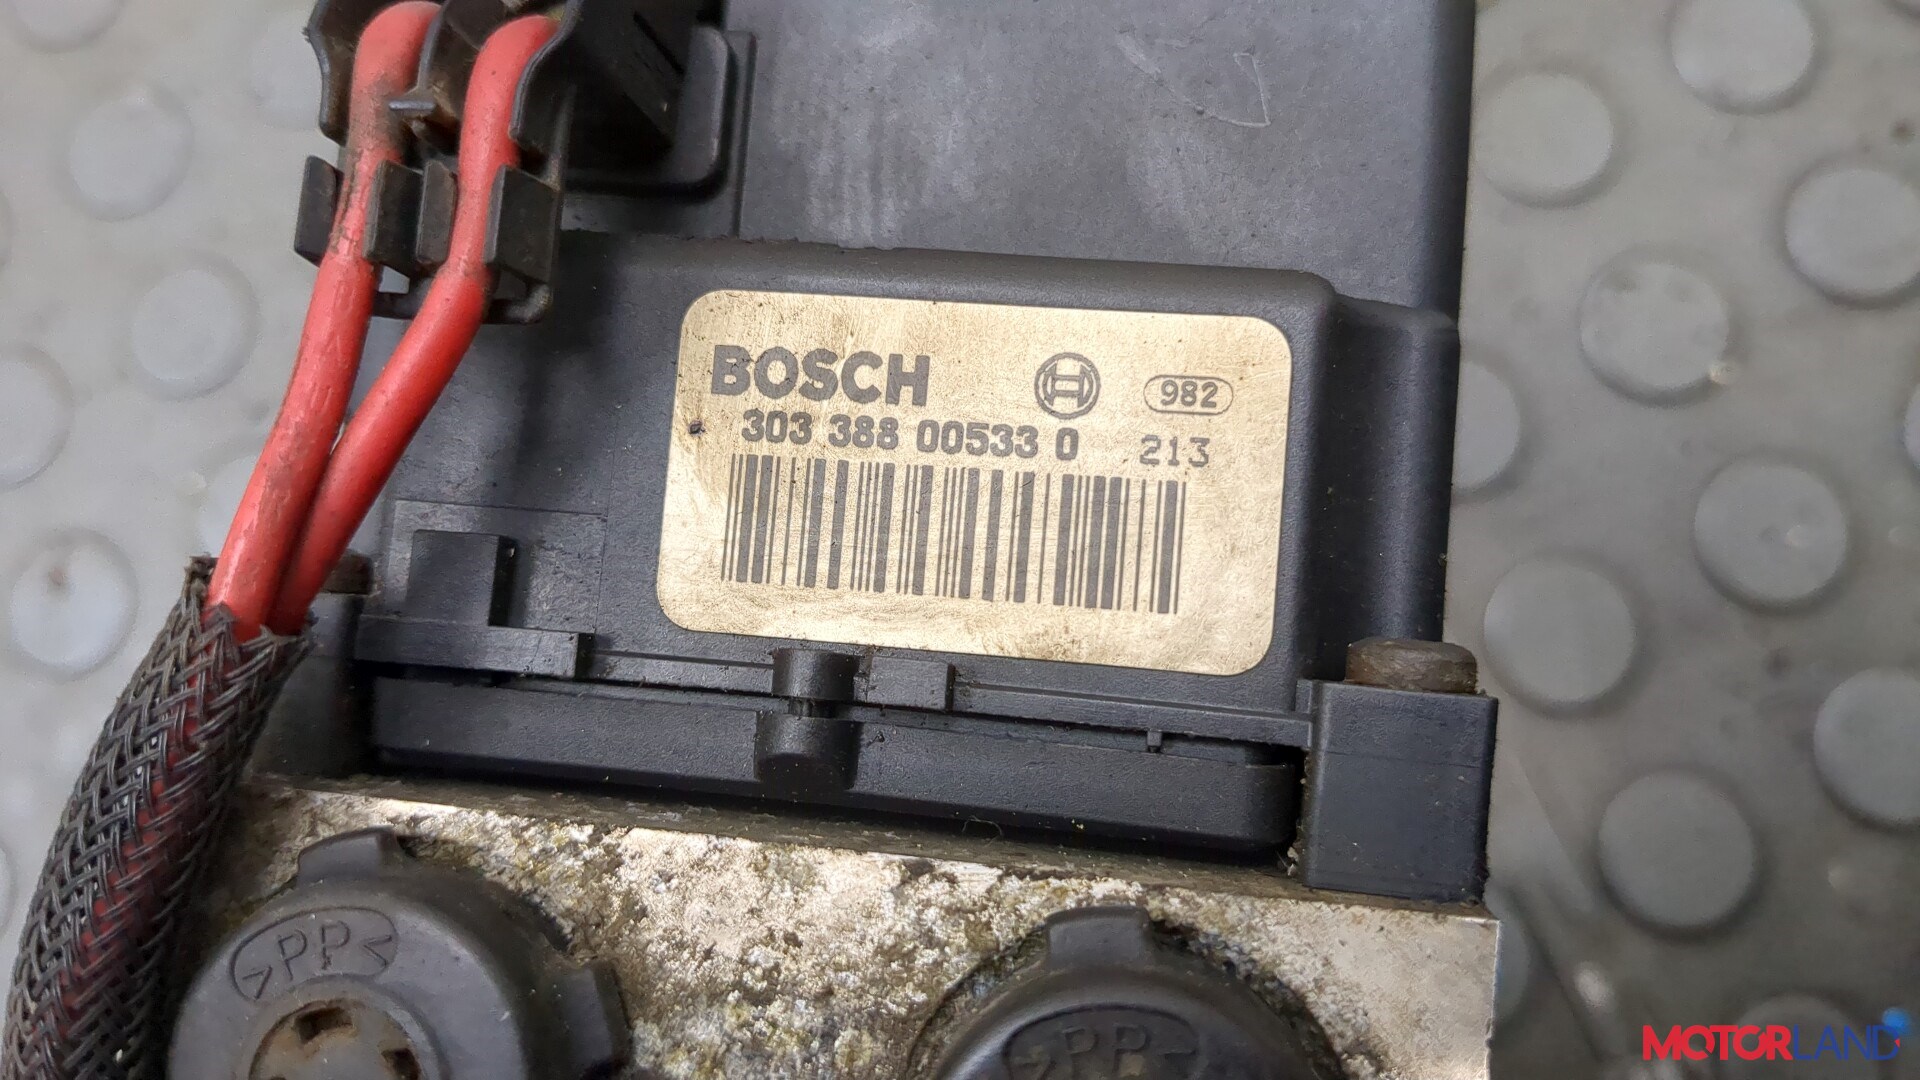 BOSCH 982
303 388 00533 0 213
>PP<
>PP<
MOTORLAND